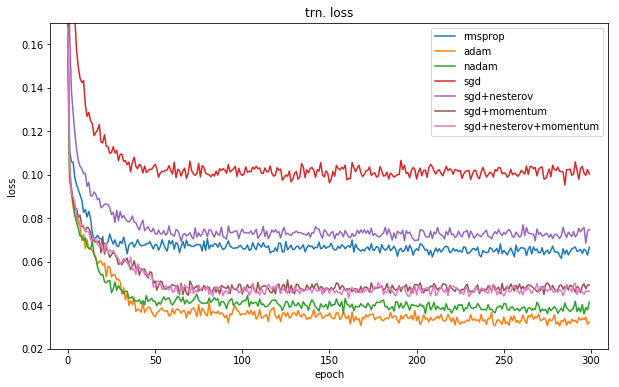 trn. loss
rmsprop
adam
nadam
sgd
sgd+nesterov
sgd+momentum
sgd+nesterov+momentum
loss
0.16
0.14
0.12
0.10
0.08
0.06
0.04
0.02
0 50 100 150 200 250 300
epoch